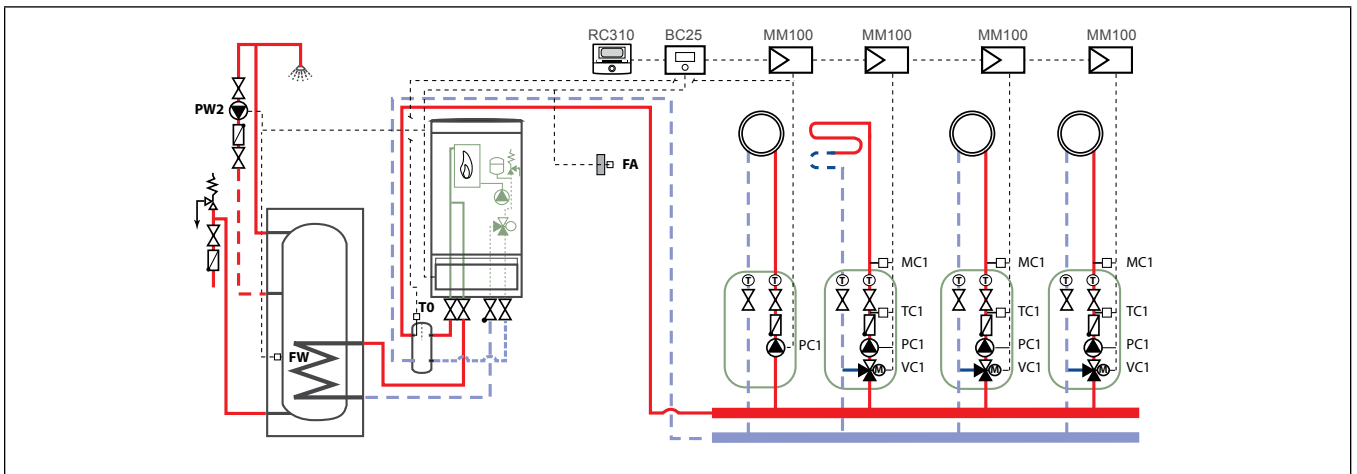 RC310 BC25 MM100 MM100 MM100 MM100
PW2
FA
T0
FW
MC1 MC1 MC1
T T T T T T T T
TC1 TC1 TC1
PC1 PC1 PC1 PC1
M VC1 M VC1 M VC1